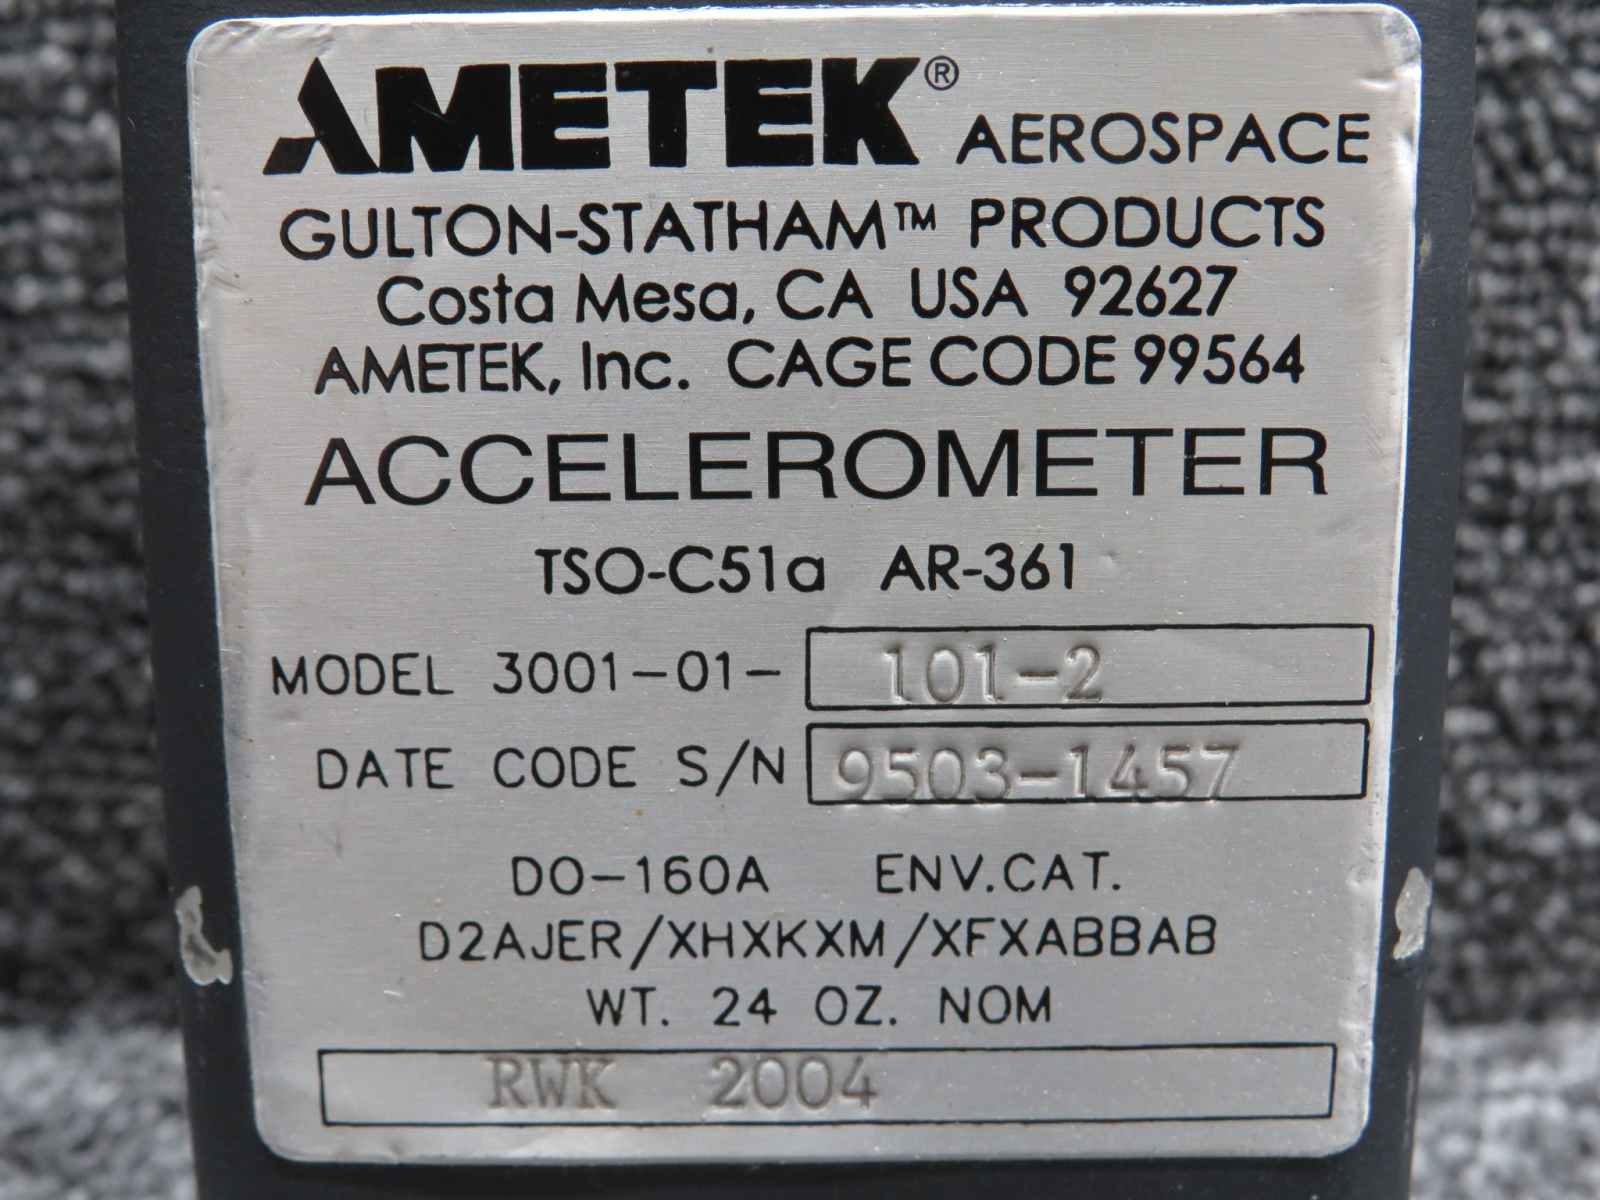 AMETEK® AEROSPACE
GULTON-STATHAM™ PRODUCTS
Costa Mesa, CA USA 92627
AMETEK, Inc. CAGE CODE 99564
ACCELEROMETER
TSO-C51a AR-361
MODEL 3001-01- 101-2
DATE CODE S/N 9503-1457
DO-160A ENV.CAT.
D2AJER/XHXKXM/XFXABBAB
WT. 24 OZ. NOM
RWK 2004